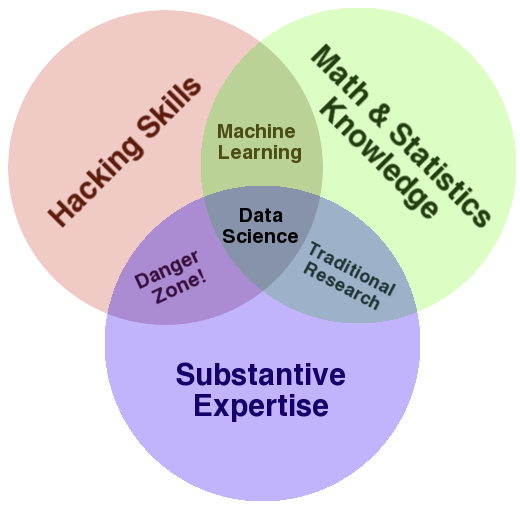 Hacking Skills
Math & Statistics
Knowledge
Machine
Learning
Data
Science
Danger
Zone!
Traditional
Research
Substantive
Expertise